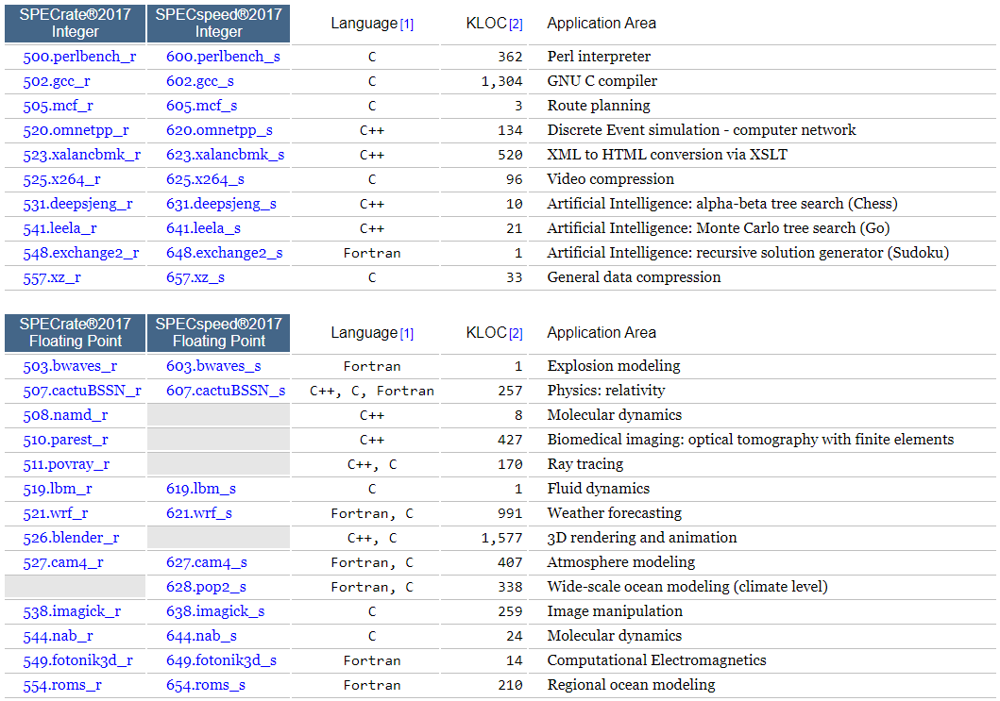 SPECrate®2017 Integer SPECspeed®2017 Integer Language[1] KLOC[2] Application Area
500.perlbench_r 600.perlbench_s C 362 Perl interpreter
502.gcc_r 602.gcc_s C 1,304 GNU C compiler
505.mcf_r 605.mcf_s C 3 Route planning
520.omnetpp_r 620.omnetpp_s C++ 134 Discrete Event simulation - computer network
523.xalancbmk_r 623.xalancbmk_s C++ 520 XML to HTML conversion via XSLT
525.x264_r 625.x264_s C 96 Video compression
531.deepsjeng_r 631.deepsjeng_s C++ 10 Artificial Intelligence: alpha-beta tree search (Chess)
541.leela_r 641.leela_s C++ 21 Artificial Intelligence: Monte Carlo tree search (Go)
548.exchange2_r 648.exchange2_s Fortran 1 Artificial Intelligence: recursive solution generator (Sudoku)
557.xz_r 657.xz_s C 33 General data compression
SPECrate®2017 Floating Point SPECspeed®2017 Floating Point Language[1] KLOC[2] Application Area
503.bwaves_r 603.bwaves_s Fortran 1 Explosion modeling
507.cactuBSSN_r 607.cactuBSSN_s C++, C, Fortran 257 Physics: relativity
508.namd_r C++ 8 Molecular dynamics
510.parest_r C++ 427 Biomedical imaging: optical tomography with finite elements
511.povray_r C++, C 170 Ray tracing
519.lbm_r 619.lbm_s C 1 Fluid dynamics
521.wrf_r 621.wrf_s Fortran, C 991 Weather forecasting
526.blender_r C++, C 1,577 3D rendering and animation
527.cam4_r 627.cam4_s Fortran, C 407 Atmosphere modeling
628.pop2_s Fortran, C 338 Wide-scale ocean modeling (climate level)
538.imagick_r 638.imagick_s C 259 Image manipulation
544.nab_r 644.nab_s C 24 Molecular dynamics
549.fotonik3d_r 649.fotonik3d_s Fortran 14 Computational Electromagnetics
554.roms_r 654.roms_s Fortran 210 Regional ocean modeling